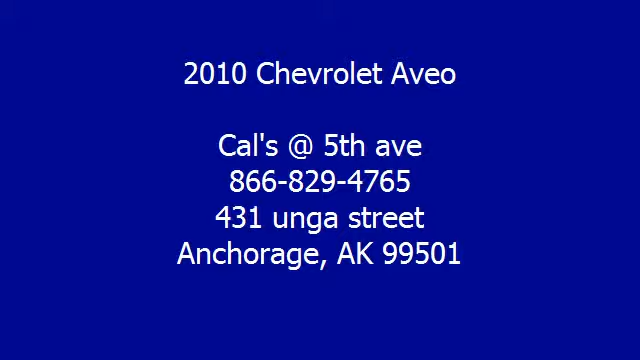 2010 Chevrolet Aveo
Cal's @ 5th ave
866-829-4765
431 unga street
Anchorage, AK 99501